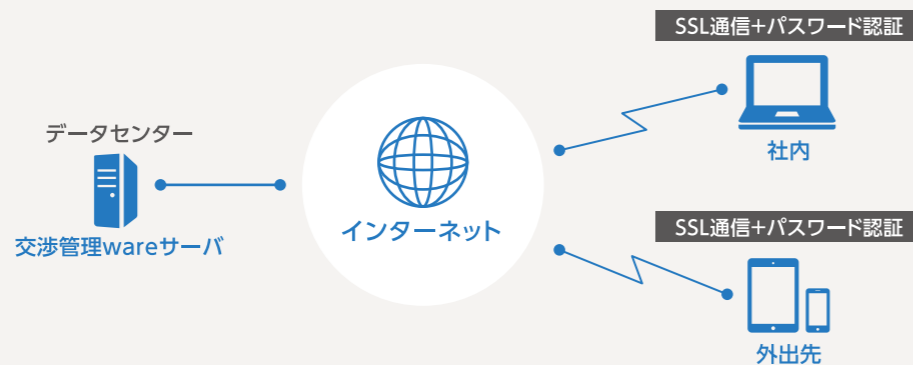 データセンター
交渉管理wareサーバ
インターネット
SSL通信+パスワード認証
社内
SSL通信+パスワード認証
外出先